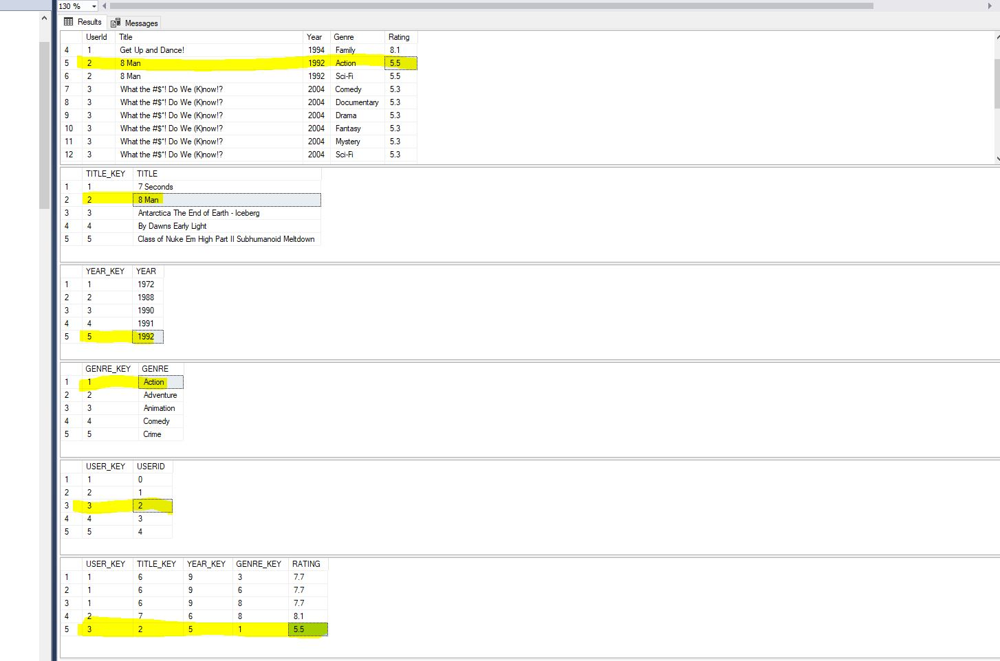 130 %
Results Messages
UserId Title Year Genre Rating
4 1 Get Up and Dance! 1994 Family 8.1
5 2 8 Man 1992 Action 5.5
6 2 8 Man 1992 Sci-Fi 5.5
7 3 What the #$*! Do We (K)now!? 2004 Comedy 5.3
8 3 What the #$*! Do We (K)now!? 2004 Documentary 5.3
9 3 What the #$*! Do We (K)now!? 2004 Drama 5.3
10 3 What the #$*! Do We (K)now!? 2004 Fantasy 5.3
11 3 What the #$*! Do We (K)now!? 2004 Mystery 5.3
12 3 What the #$*! Do We (K)now!? 2004 Sci-Fi 5.3
TITLE_KEY TITLE
1 1 7 Seconds
2 2 8 Man
3 3 Antarctica The End of Earth - Iceberg
4 4 By Dawns Early Light
5 5 Class of Nuke Em High Part II Subhumanoid Meltdown
YEAR_KEY YEAR
1 1 1972
2 2 1988
3 3 1990
4 4 1991
5 5 1992
GENRE_KEY GENRE
1 1 Action
2 2 Adventure
3 3 Animation
4 4 Comedy
5 5 Crime
USER_KEY USERID
1 1 0
2 2 1
3 3 2
4 4 3
5 5 4
USER_KEY TITLE_KEY YEAR_KEY GENRE_KEY RATING
1 1 6 9 3 7.7
2 1 6 9 6 7.7
3 1 6 9 8 7.7
4 2 7 6 8 8.1
5 3 2 5 1 5.5